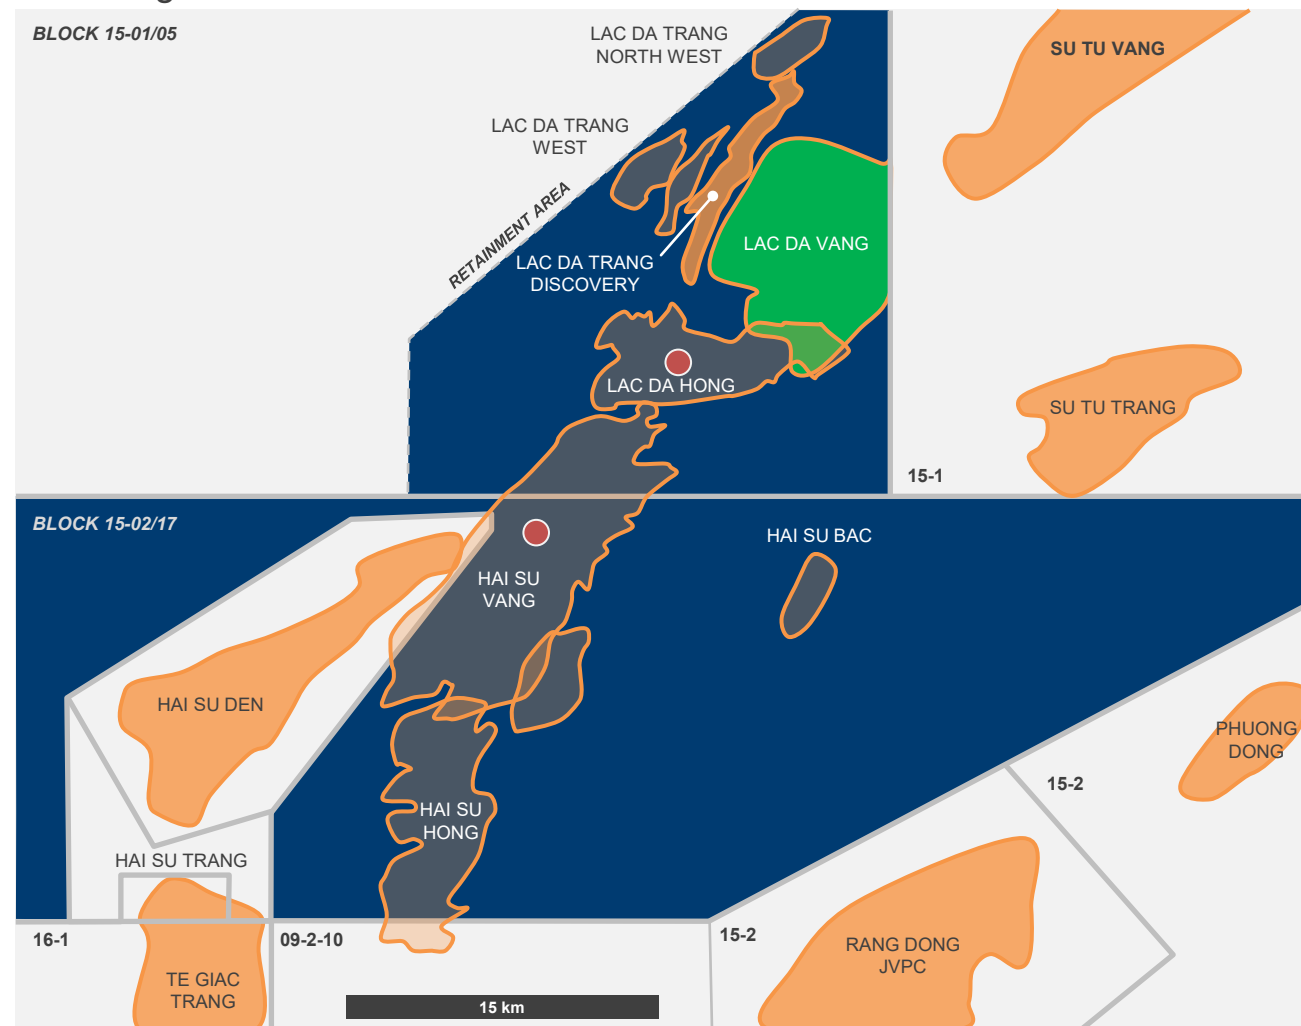 BLOCK 15-01/05
LAC DA TRANG
NORTH WEST
SU TU VANG
LAC DA TRANG
WEST
RETAINMENT AREA
LAC DA VANG
LAC DA TRANG
DISCOVERY
LAC DA HONG
SU TU TRANG
15-1
BLOCK 15-02/17
HAI SU BAC
HAI SU
VANG
HAI SU DEN
PHUONG
DONG
15-2
HAI SU
HONG
HAI SU TRANG
16-1
09-2-10
15-2
RANG DONG
JVPC
TE GIAC
TRANG
15 km